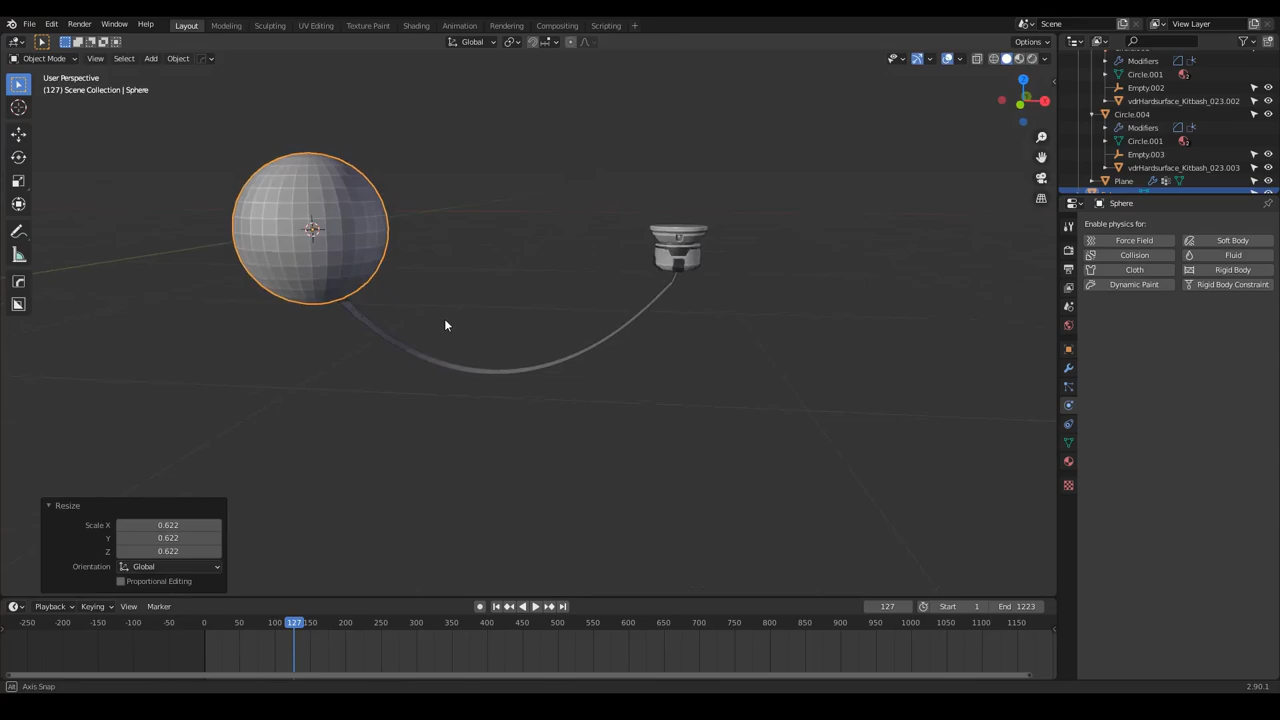 File Edit Render Window Help Layout Modeling Sculpting UV Editing Texture Paint Shading Animation Rendering Compositing Scripting + Scene View Layer
Global Options
Object Mode View Select Add Object
User Perspective
(127) Scene Collection | Sphere
Modifiers
Circle.001
Empty.002
vdrHardsurface_Kitbash_023.002
Circle.004
Modifiers
Circle.001
Empty.003
vdrHardsurface_Kitbash_023.003
Plane
Sphere
Enable physics for:
Force Field Soft Body
Collision Fluid
Cloth Rigid Body
Dynamic Paint Rigid Body Constraint
Z
X
Resize
Scale X 0.622
Y 0.622
Z 0.622
Orientation Global
Proportional Editing
Playback Keying View Marker 127 Start 1 End 1223
-250 -200 -150 -100 -50 0 50 100 127 150 200 250 300 350 400 450 500 550 600 650 700 750 800 850 900 950 1000 1050 1100 1150
Axis Snap 2.90.1